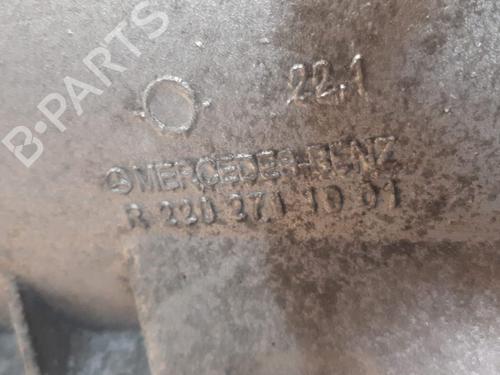 B-PARTS
22.1
MERCEDES-BENZ
R 220 271 10 01